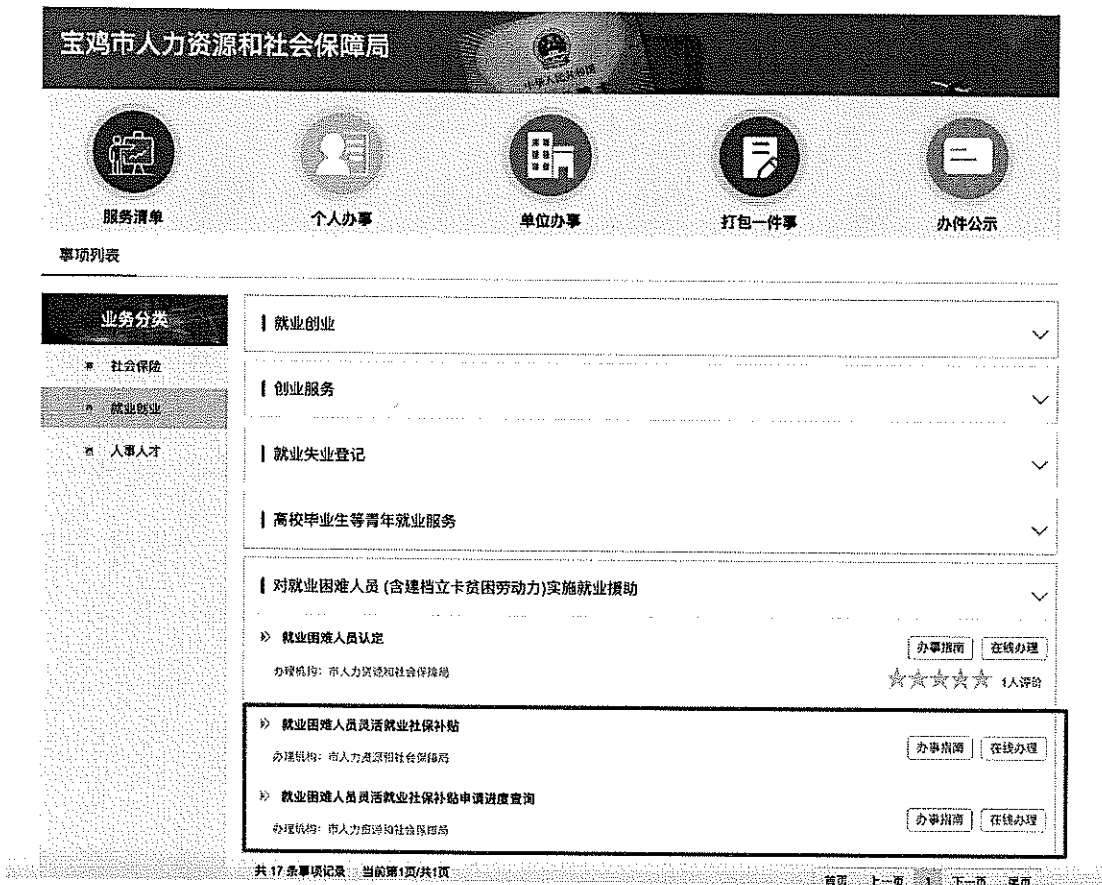 宝鸡市人力资源和社会保障局
中华人民共和国
服务清单
个人办事
单位办事
打包一件事
办件公示
事项列表
业务分类
社会保险
就业创业
人事人才
就业创业
创业服务
就业失业登记
高校毕业生等青年就业服务
对就业困难人员 (含建档立卡贫困劳动力)实施就业援助
就业困难人员认定
办事指南 在线办理
办理机构：市人力资源和社会保障局
1人评价
就业困难人员灵活就业社保补贴
办事指南 在线办理
办理机构：市人力资源和社会保障局
就业困难人员灵活就业社保补贴申请进度查询
办事指南 在线办理
办理机构：市人力资源和社会保障局
共 17 条事项记录 当前第1页/共1页
首页 上一页 1 下一页 尾页